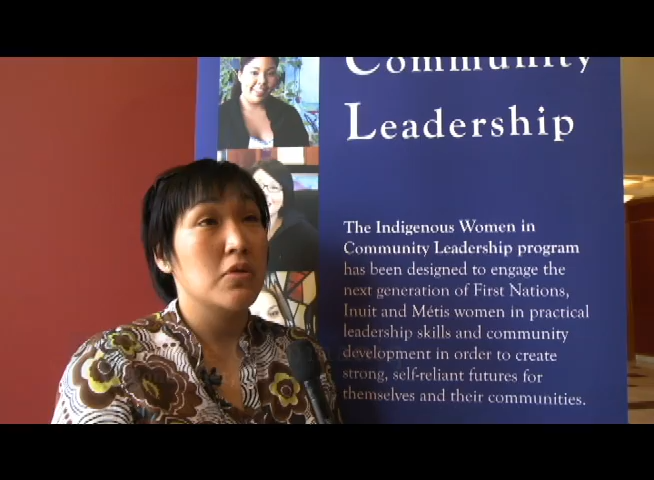 Community
Leadership
The Indigenous Women in
Community Leadership program
has been designed to engage the
next generation of First Nations,
Inuit and Métis women in practical
leadership skills and community
development in order to create
strong, self-reliant futures for
themselves and their communities.